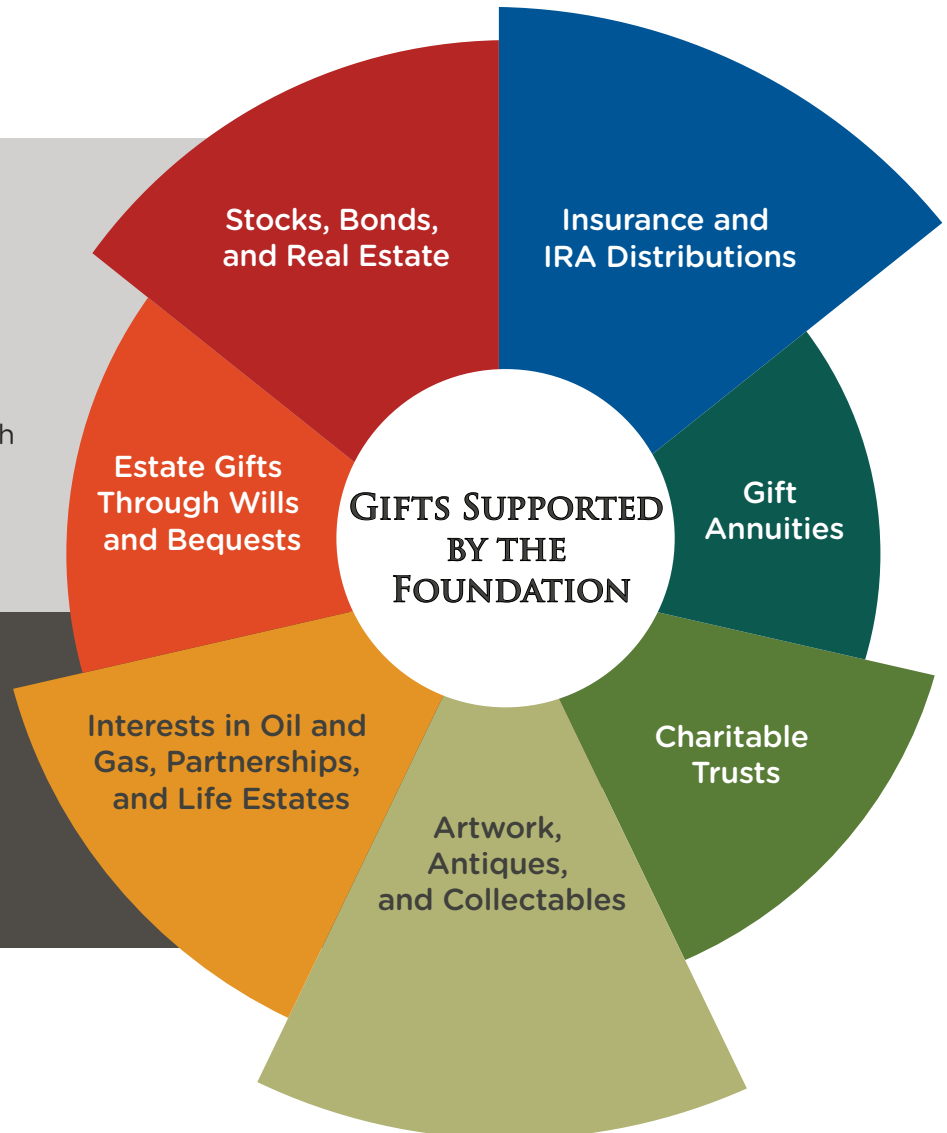 Stocks, Bonds,
and Real Estate
Insurance and
IRA Distributions
h
Estate Gifts
Through Wills
and Bequests
GIFTS SUPPORTED
BY THE
FOUNDATION
Gift
Annuities
Interests in Oil and
Gas, Partnerships,
and Life Estates
Charitable
Trusts
Artwork,
Antiques,
and Collectables